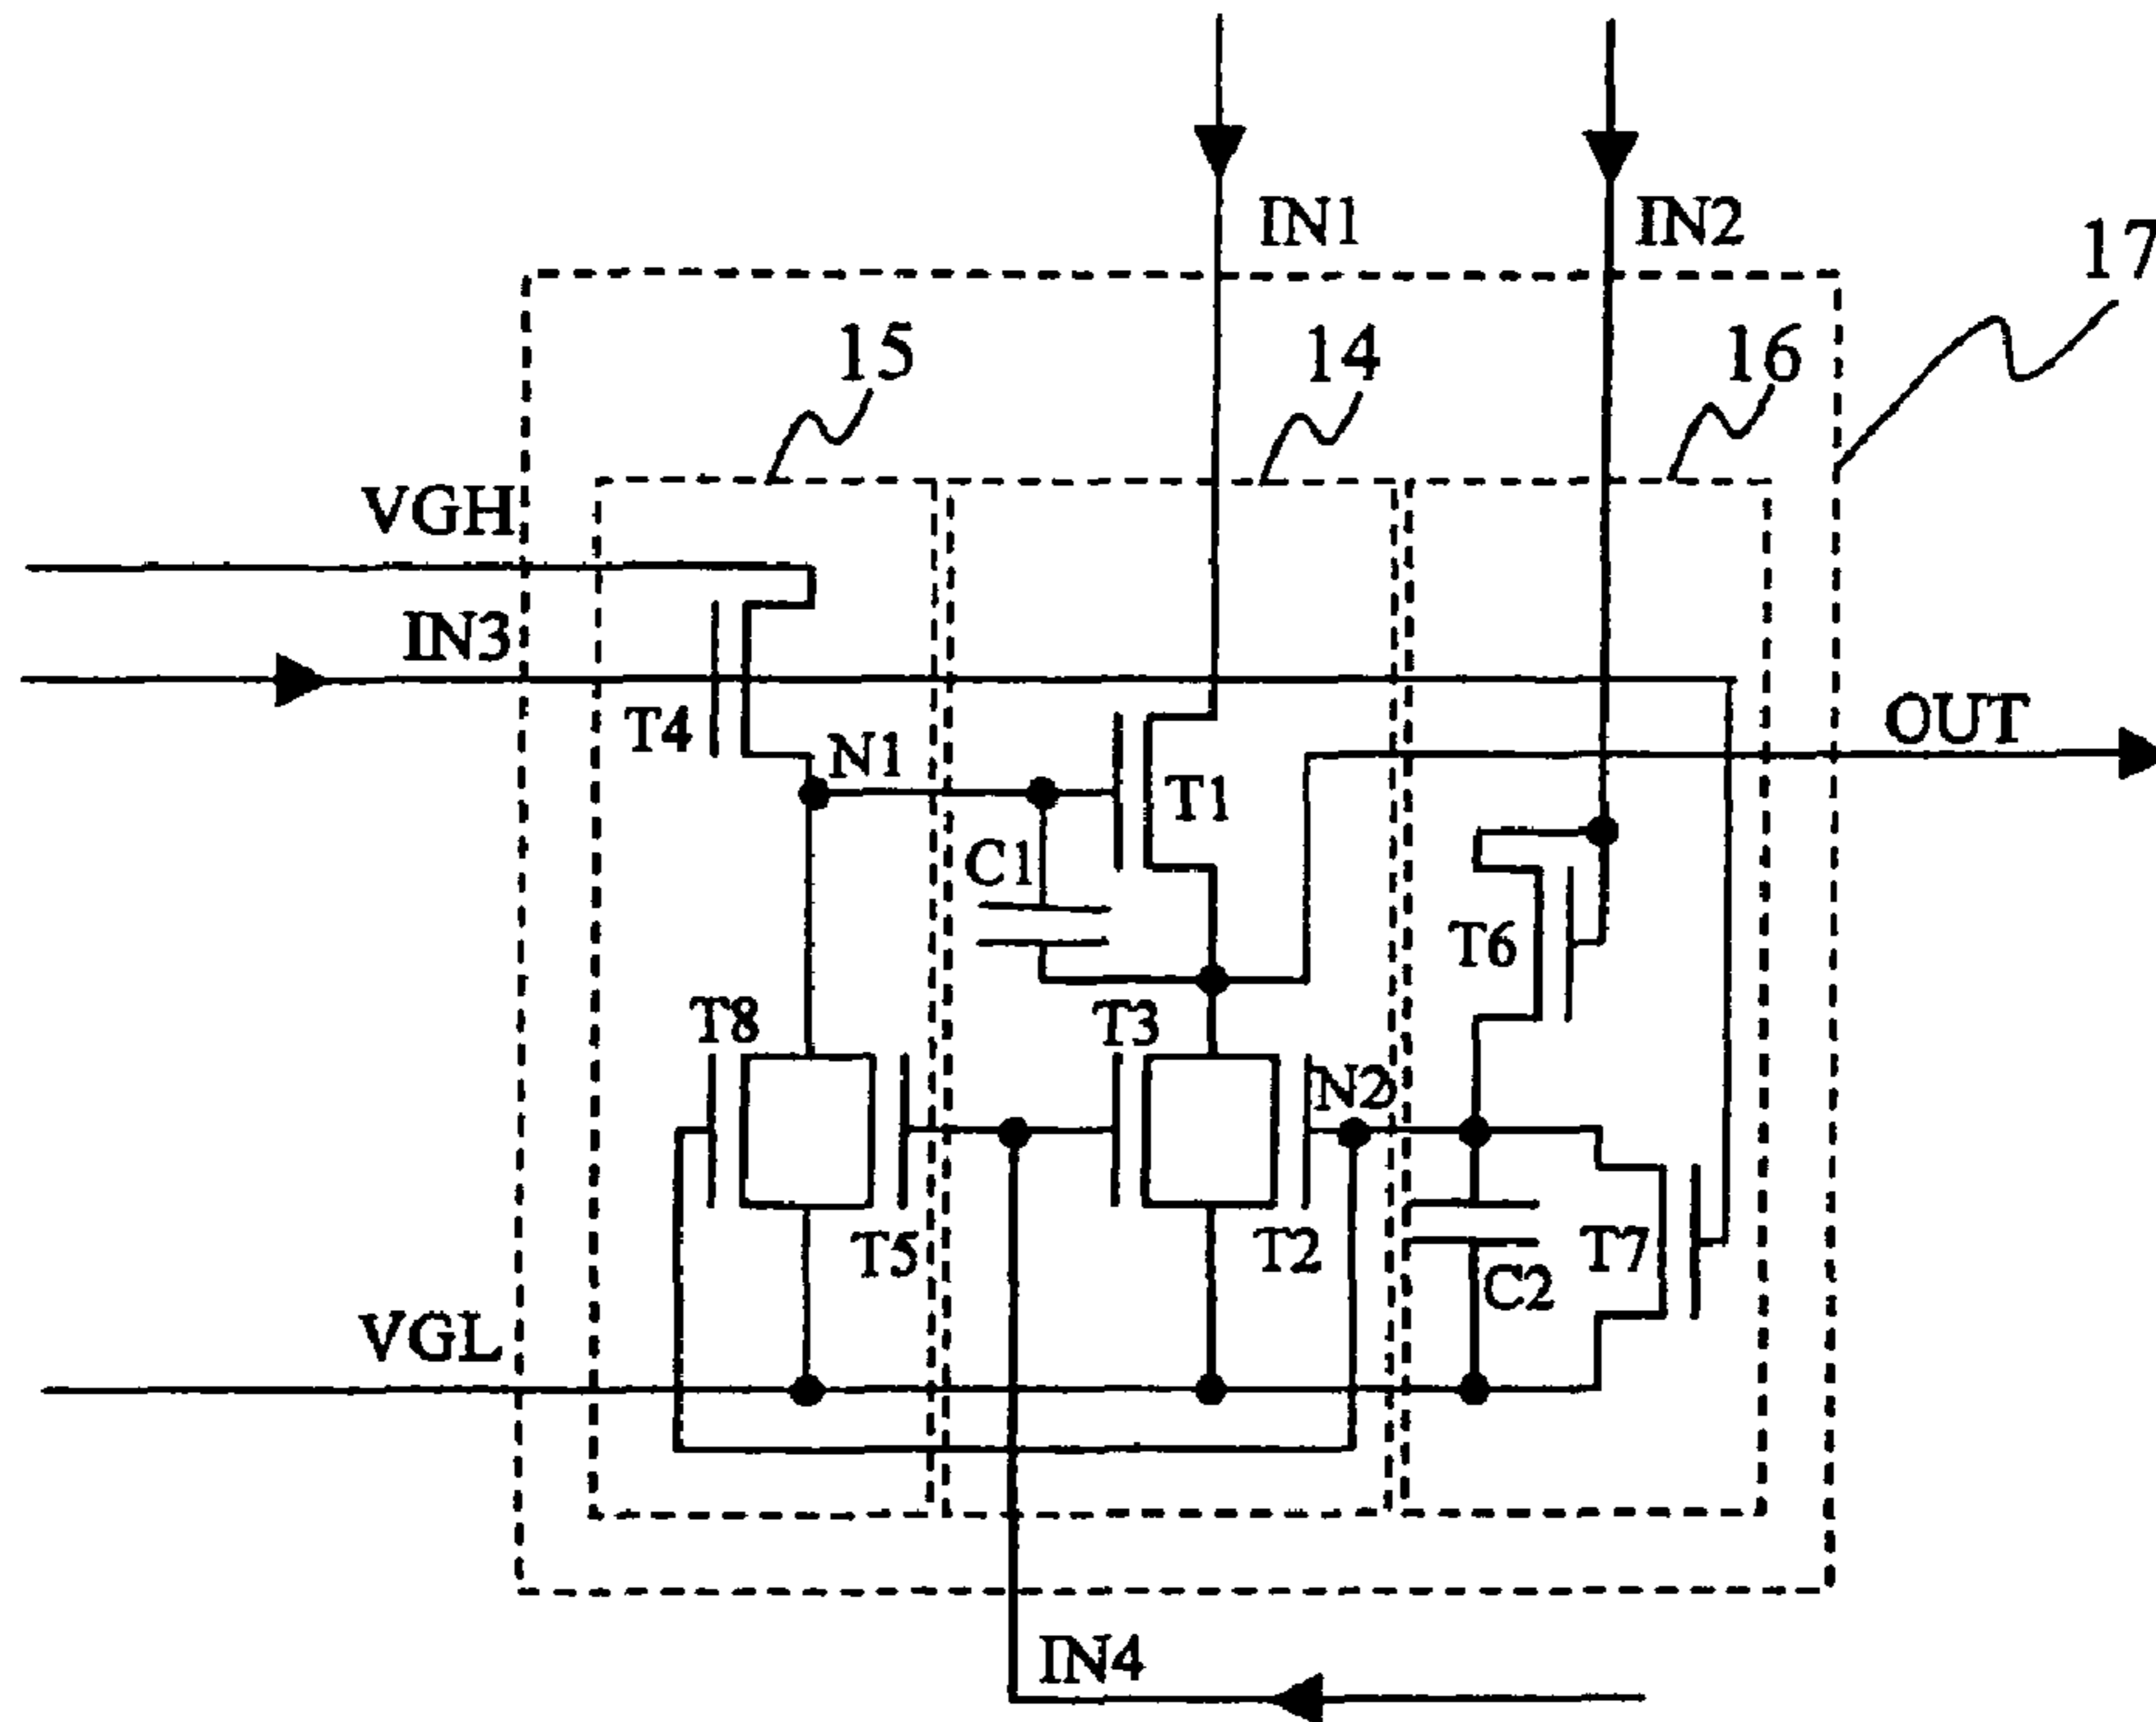 IN1
IN2
17
15
14
16
VGH
IN3
OUT
T4
N1
T1
C1
T6
T8
T3
N2
T5
T2
T7
C2
VGL
IN4